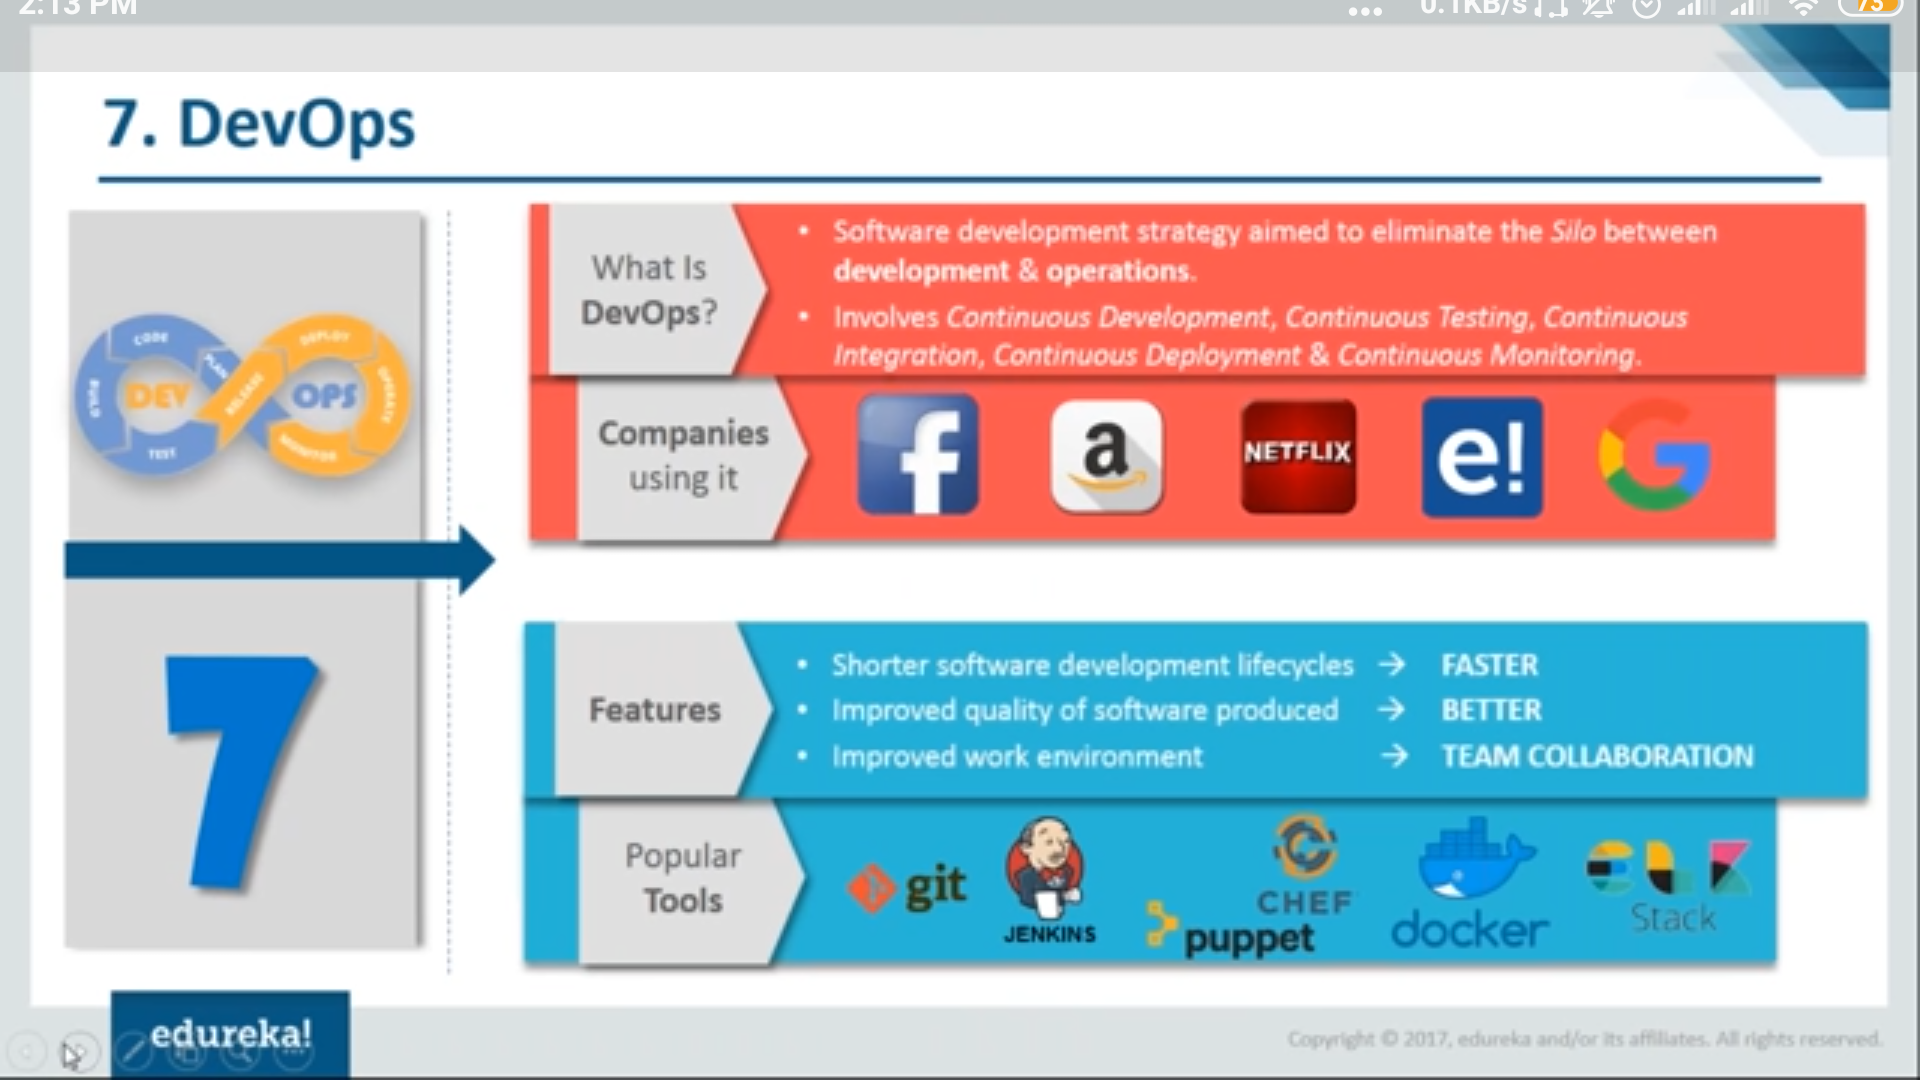 2:13 PM
0.1KB/s
73
7. DevOps
CODE
DEPLOY
PLAN
BUILD
DEV
RELEASE
OPS
OPERATE
TEST
MONITOR
7
What Is
DevOps?
• Software development strategy aimed to eliminate the Silo between
development & operations.
• Involves Continuous Development, Continuous Testing, Continuous
Integration, Continuous Deployment & Continuous Monitoring.
Companies
using it
f
a
NETFLIX
e!
G
Features
• Shorter software development lifecycles → FASTER
• Improved quality of software produced → BETTER
• Improved work environment → TEAM COLLABORATION
Popular
Tools
git
JENKINS
CHEF
puppet
docker
ELK
Stack
edureka!
Copyright © 2017, edureka and/or its affiliates. All rights reserved.